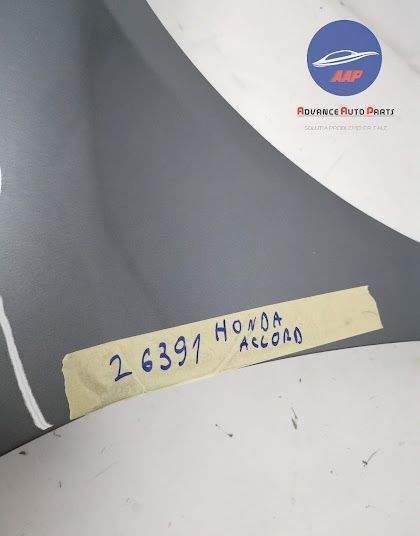 AAP
ADVANCE AUTO PARTS
26391 HONDA
ACCORD